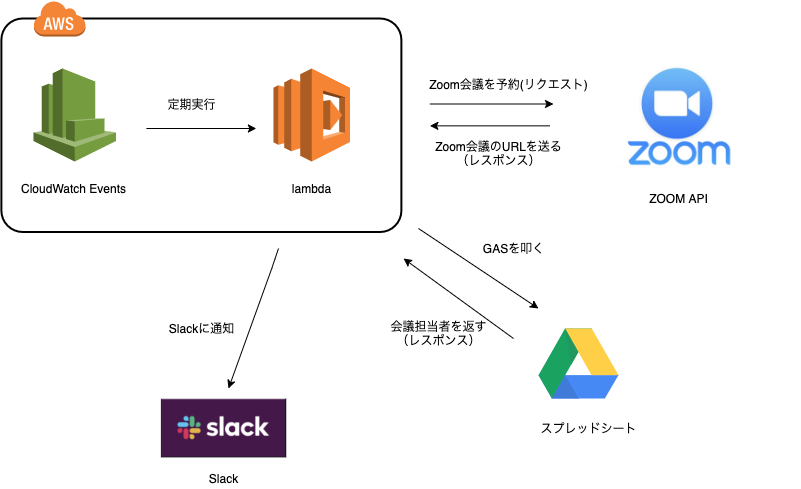 AWS
定期実行
CloudWatch Events
lambda
Zoom会議を予約(リクエスト)
Zoom会議のURLを送る
（レスポンス）
zoom
ZOOM API
GASを叩く
会議担当者を返す
（レスポンス）
Slackに通知
slack
Slack
スプレッドシート